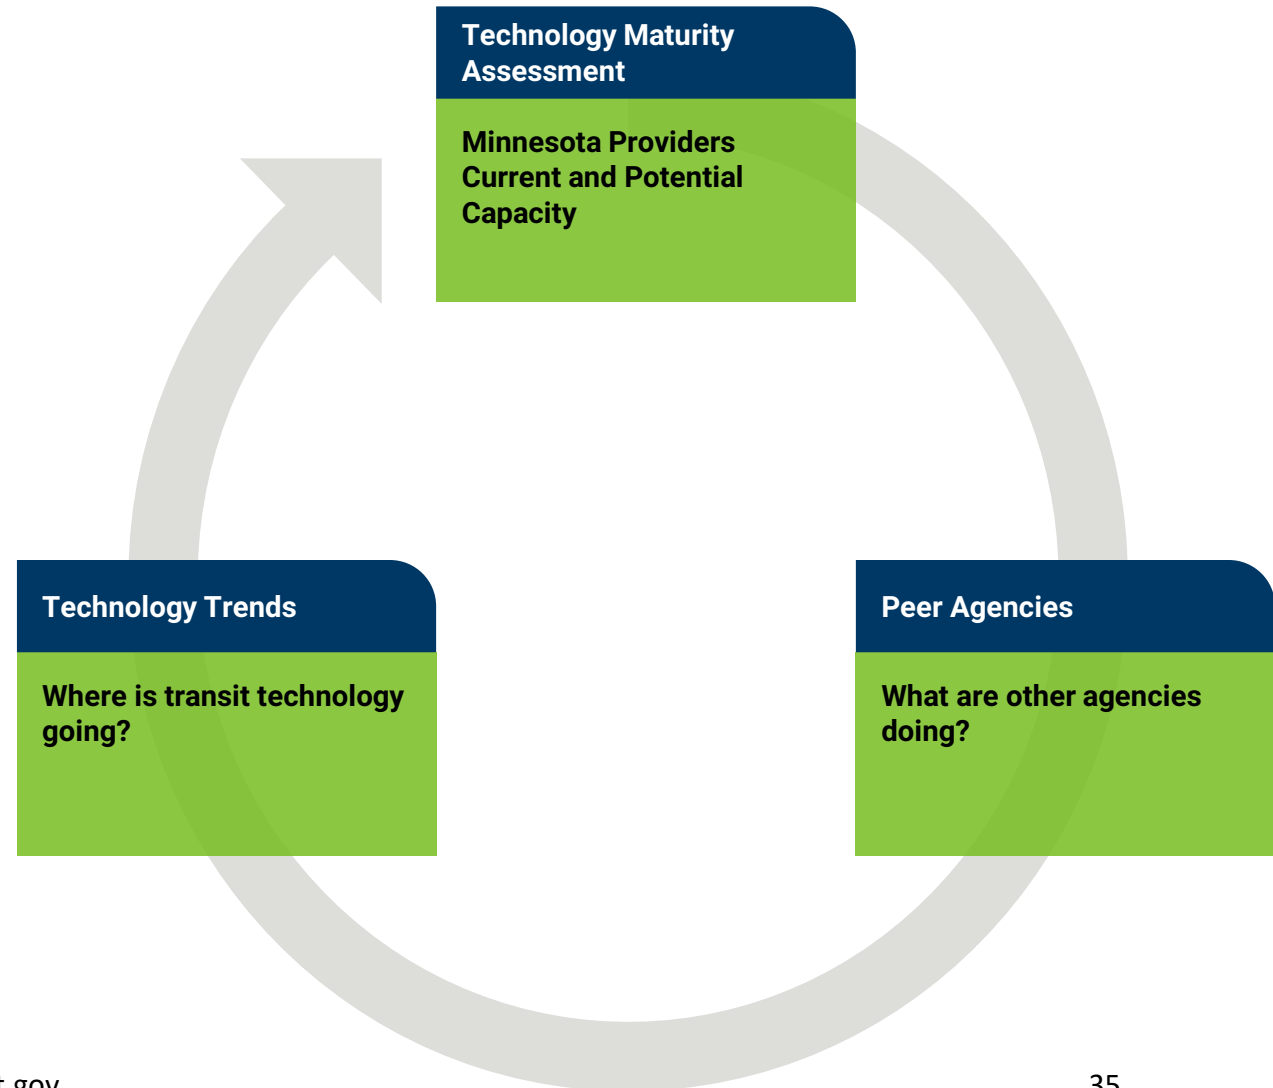 Technology Maturity
Assessment
Minnesota Providers
Current and Potential
Capacity
Technology Trends
Where is transit technology
going?
Peer Agencies
What are other agencies
doing?
35